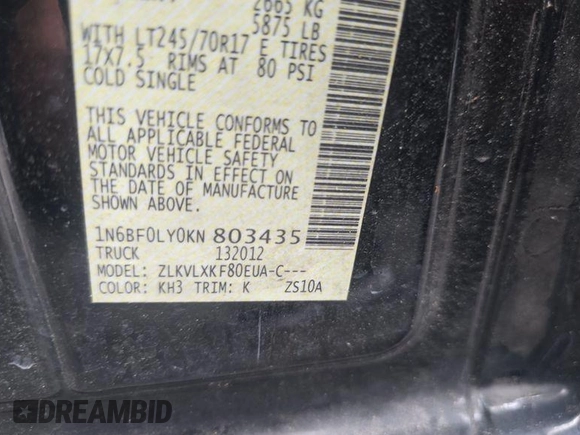 2665 KG
5875 LB
WITH LT245/70R17 E TIRES
17X7.5 RIMS AT 80 PSI
COLD SINGLE
THIS VEHICLE CONFORMS TO
ALL APPLICABLE FEDERAL
MOTOR VEHICLE SAFETY
STANDARDS IN EFFECT ON
THE DATE OF MANUFACTURE
SHOWN ABOVE.
1N6BF0LY0KN 803435
TRUCK 132012
MODEL: ZLKVLXKF80EUA-C---
COLOR: KH3 TRIM: K ZS10A
DREAMBID